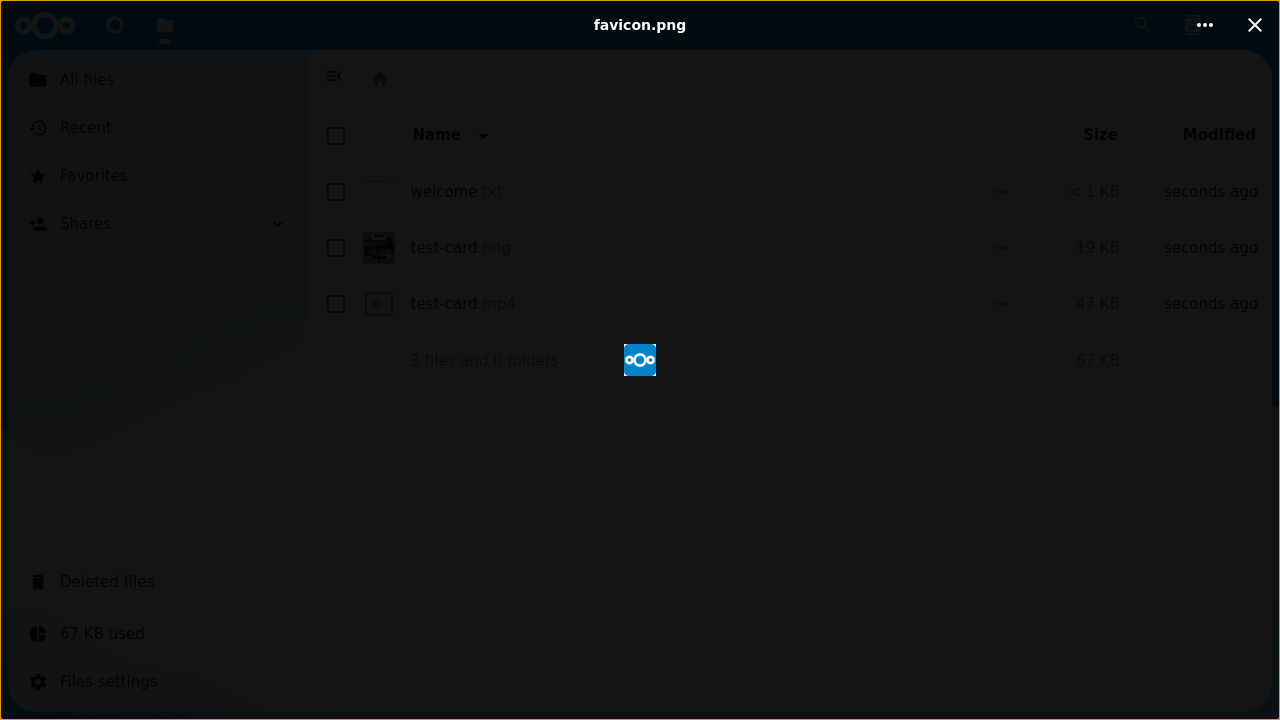 favicon.png
All files
Recent
Favorites
Shares
Name
Size
Modified
welcome.txt
< 1 KB
seconds ago
test-card.png
19 KB
seconds ago
test-card.mp4
47 KB
seconds ago
3 files and 0 folders
67 KB
Deleted files
67 KB used
Files settings